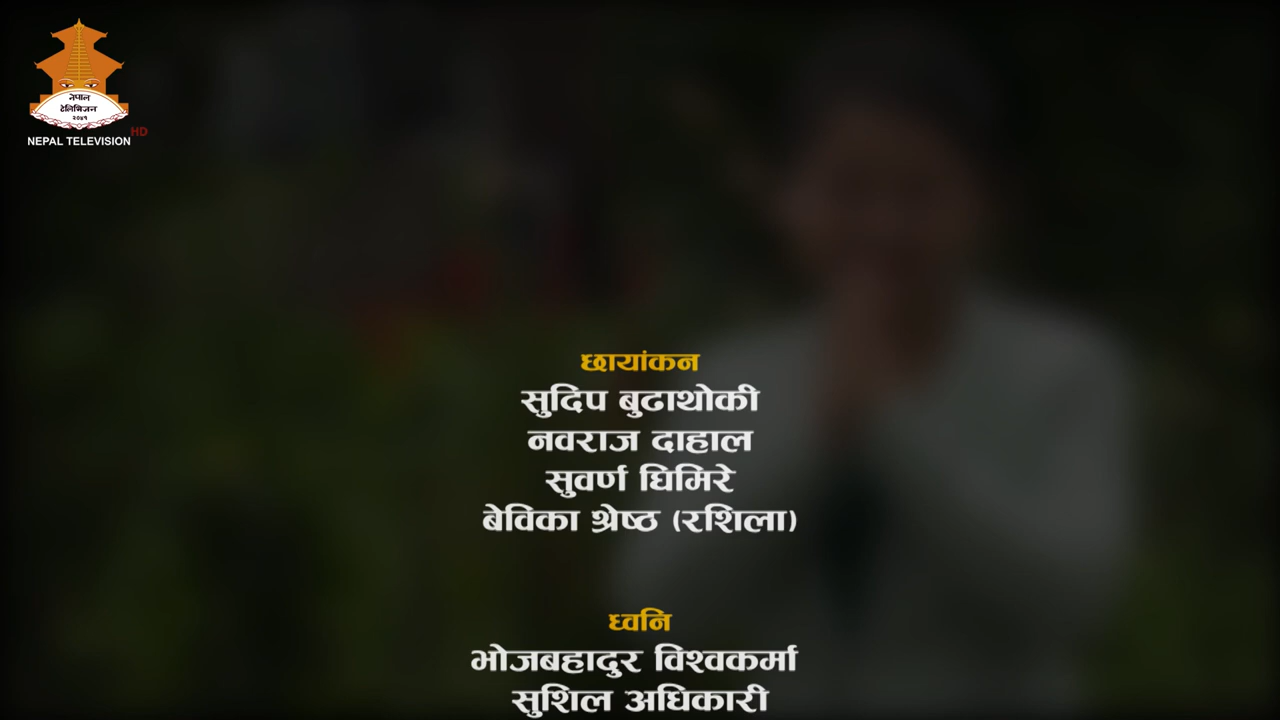 नेपाल
टेलिभिजन
२०४१
NEPAL TELEVISION HD
छायांकन
सुदिप बुढाथोकी
नवराज दाहाल
सुवर्ण घिमिरे
बेविका श्रेष्ठ (रशिला)
ध्वनि
भोजबहादुर विश्वकर्मा
सुशिल अधिकारी